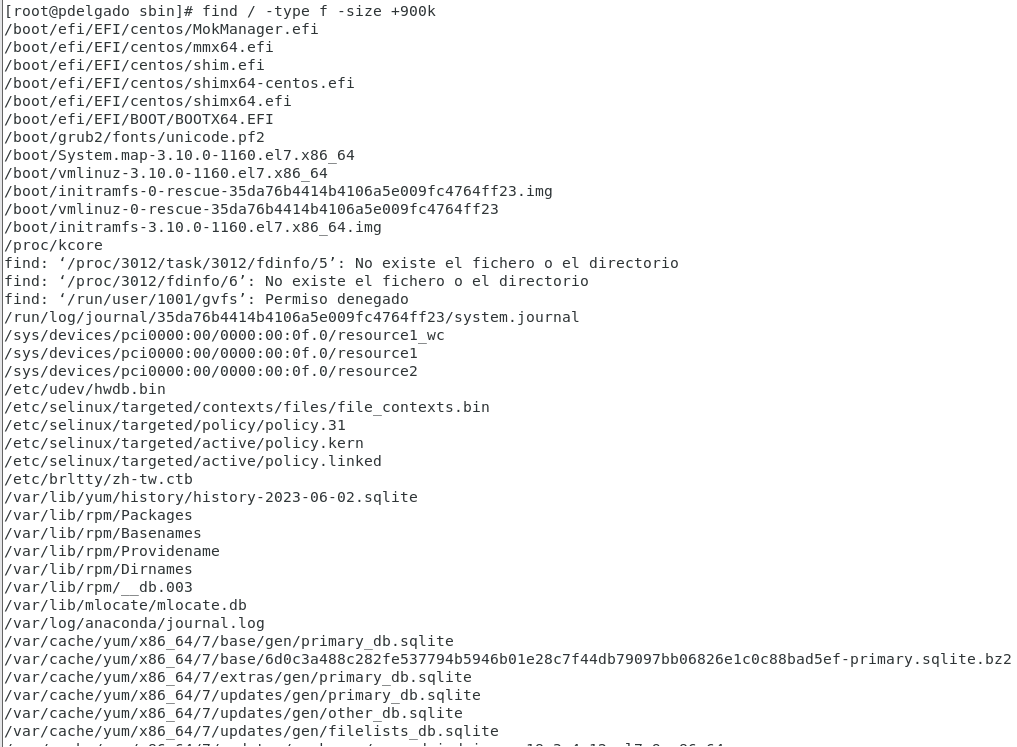 [root@pdelgado sbin]# find / -type f -size +900k
/boot/efi/EFI/centos/MokManager.efi
/boot/efi/EFI/centos/mmx64.efi
/boot/efi/EFI/centos/shim.efi
/boot/efi/EFI/centos/shimx64-centos.efi
/boot/efi/EFI/centos/shimx64.efi
/boot/efi/EFI/BOOT/BOOTX64.EFI
/boot/grub2/fonts/unicode.pf2
/boot/System.map-3.10.0-1160.el7.x86_64
/boot/vmlinuz-3.10.0-1160.el7.x86_64
/boot/initramfs-0-rescue-35da76b4414b4106a5e009fc4764ff23.img
/boot/vmlinuz-0-rescue-35da76b4414b4106a5e009fc4764ff23
/boot/initramfs-3.10.0-1160.el7.x86_64.img
/proc/kcore
find: ‘/proc/3012/task/3012/fdinfo/5’: No existe el fichero o el directorio
find: ‘/proc/3012/fdinfo/6’: No existe el fichero o el directorio
find: ‘/run/user/1001/gvfs’: Permiso denegado
/run/log/journal/35da76b4414b4106a5e009fc4764ff23/system.journal
/sys/devices/pci0000:00/0000:00:0f.0/resource1_wc
/sys/devices/pci0000:00/0000:00:0f.0/resource1
/sys/devices/pci0000:00/0000:00:0f.0/resource2
/etc/udev/hwdb.bin
/etc/selinux/targeted/contexts/files/file_contexts.bin
/etc/selinux/targeted/policy/policy.31
/etc/selinux/targeted/active/policy.kern
/etc/selinux/targeted/active/policy.linked
/etc/brltty/zh-tw.ctb
/var/lib/yum/history/history-2023-06-02.sqlite
/var/lib/rpm/Packages
/var/lib/rpm/Basenames
/var/lib/rpm/Providename
/var/lib/rpm/Dirnames
/var/lib/rpm/__db.003
/var/lib/mlocate/mlocate.db
/var/log/anaconda/journal.log
/var/cache/yum/x86_64/7/base/gen/primary_db.sqlite
/var/cache/yum/x86_64/7/base/6d0c3a488c282fe537794b5946b01e28c7f44db79097bb06826e1c0c88bad5ef-primary.sqlite.bz2
/var/cache/yum/x86_64/7/extras/gen/primary_db.sqlite
/var/cache/yum/x86_64/7/updates/gen/primary_db.sqlite
/var/cache/yum/x86_64/7/updates/gen/other_db.sqlite
/var/cache/yum/x86_64/7/updates/gen/filelists_db.sqlite